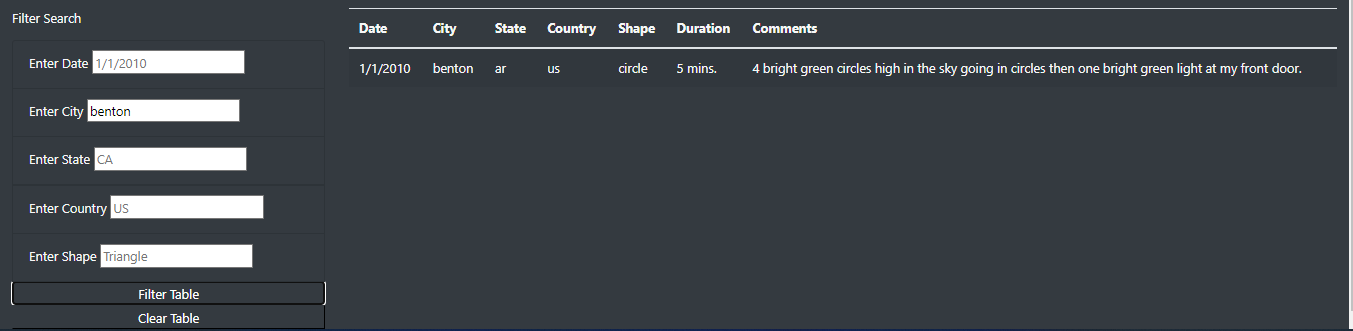 Filter Search
Enter Date 1/1/2010
Enter City benton
Enter State CA
Enter Country US
Enter Shape Triangle
Filter Table
Clear Table
Date City State Country Shape Duration Comments
1/1/2010 benton ar us circle 5 mins. 4 bright green circles high in the sky going in circles then one bright green light at my front door.